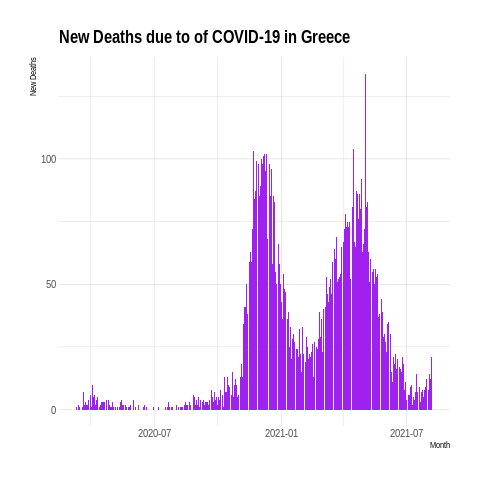 New Deaths due to of COVID-19 in Greece
New Deaths
100
50
0
2020-07
2021-01
2021-07
Month